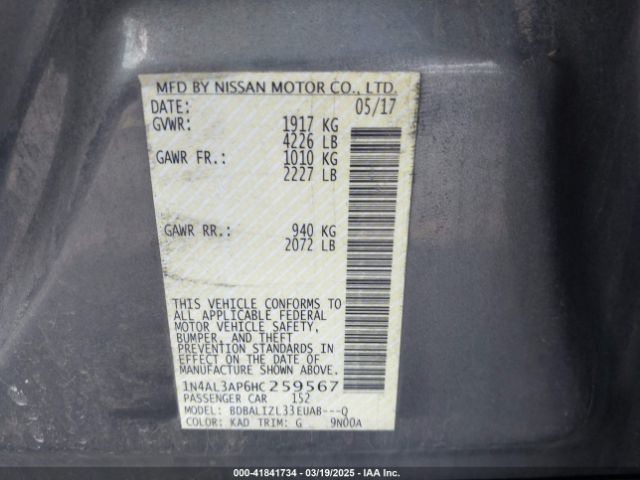 MFD BY NISSAN MOTOR CO., LTD.
DATE: 05/17
GVWR: 1917 KG
4226 LB
GAWR FR.: 1010 KG
2227 LB
GAWR RR.: 940 KG
2072 LB
THIS VEHICLE CONFORMS TO
ALL APPLICABLE FEDERAL
MOTOR VEHICLE SAFETY,
BUMPER, AND THEFT
PREVENTION STANDARDS IN
EFFECT ON THE DATE OF
MANUFACTURE SHOWN ABOVE.
1N4AL3AP6HC259567
PASSENGER CAR 152
MODEL: BDBALIZL33EUAB---Q
COLOR: KAD TRIM: G 9N00A
000-41841734 — 03/19/2025 — IAAI.com